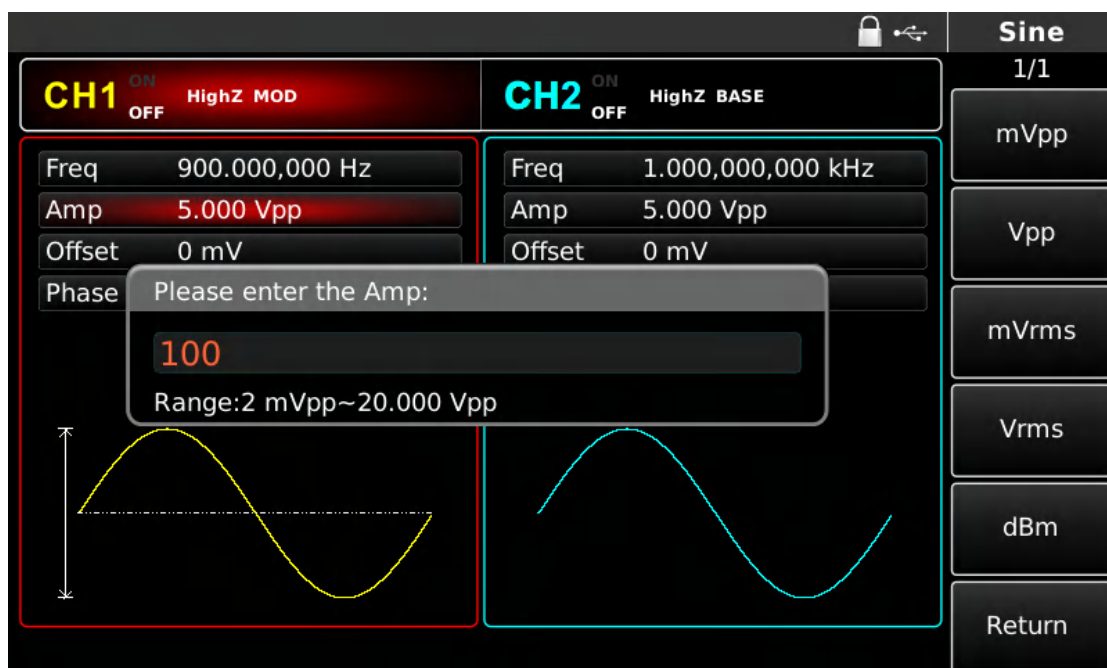 Sine
1/1
CH1 ON OFF HighZ MOD
CH2 ON OFF HighZ BASE
Freq 900.000,000 Hz
Amp 5.000 Vpp
Offset 0 mV
Phase
Freq 1.000,000,000 kHz
Amp 5.000 Vpp
Offset 0 mV
Please enter the Amp:
100
Range:2 mVpp~20.000 Vpp
mVpp
Vpp
mVrms
Vrms
dBm
Return